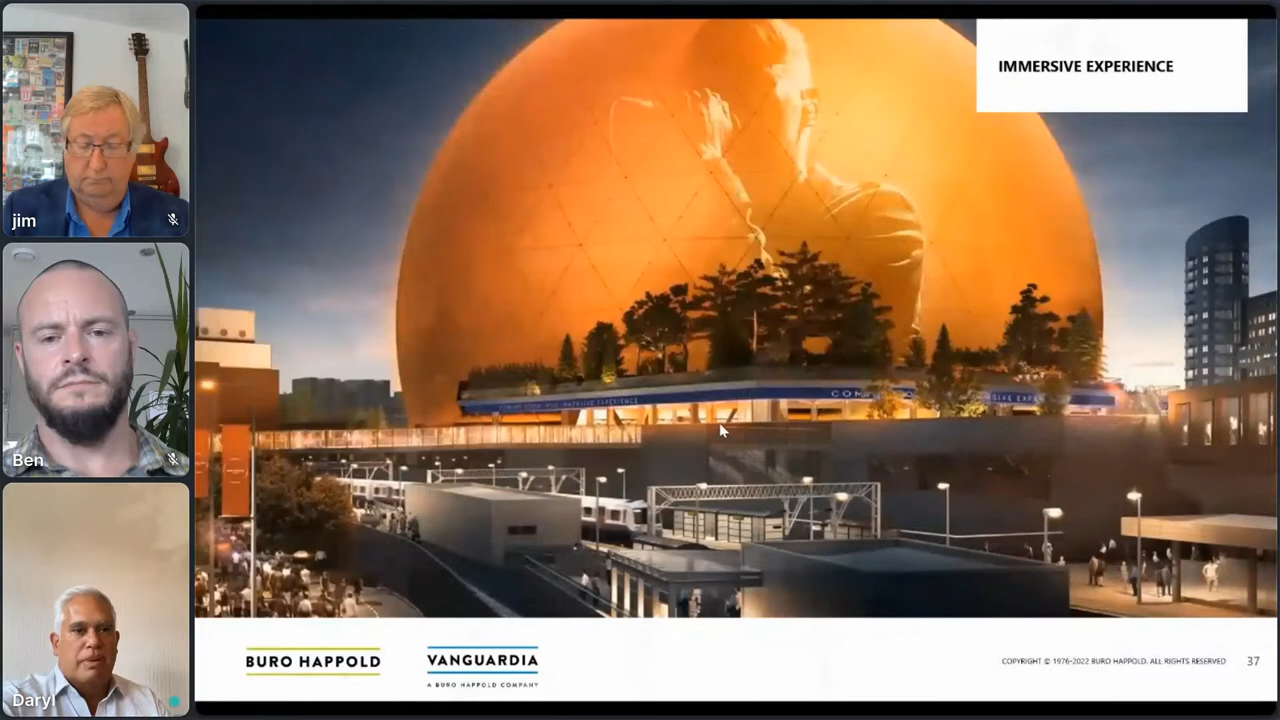 jim
Ben
Daryl
IMMERSIVE EXPERIENCE
BURO HAPPOLD
VANGUARDIA
A BURO HAPPOLD COMPANY
COPYRIGHT © 1976-2022 BURO HAPPOLD. ALL RIGHTS RESERVED
37